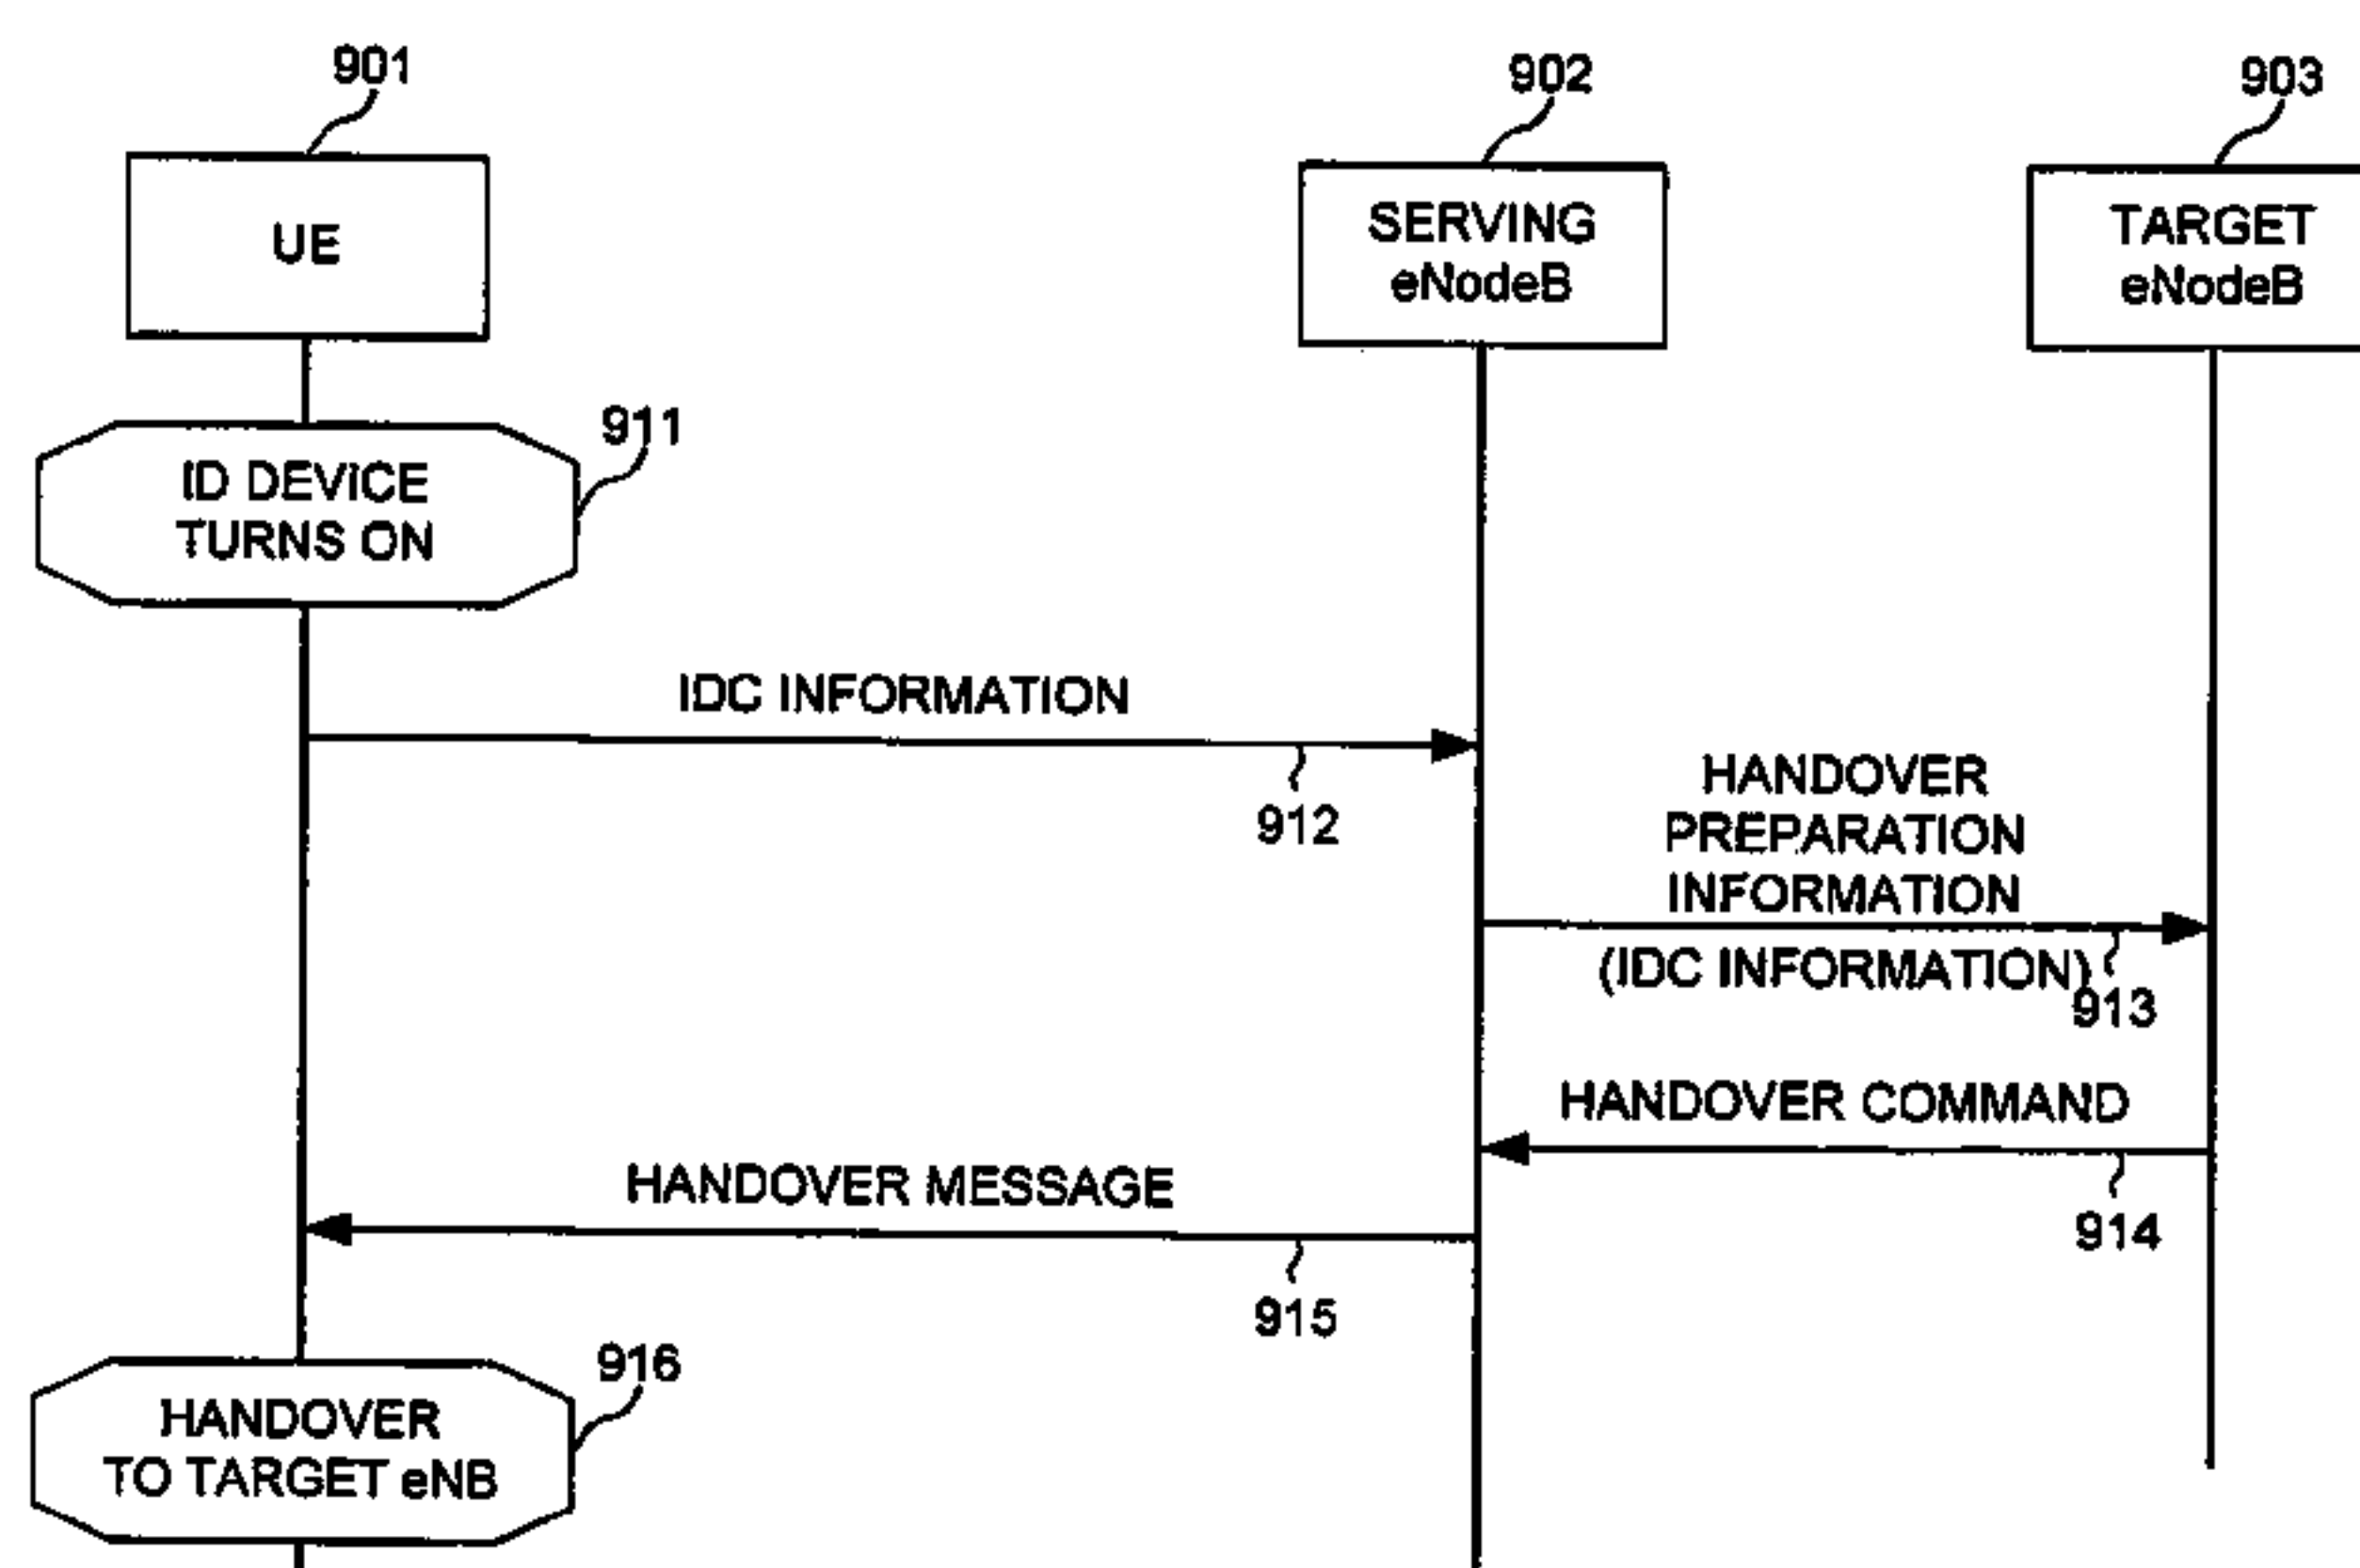 901
902
903
UE
SERVING
eNodeB
TARGET
eNodeB
911
ID DEVICE
TURNS ON
IDC INFORMATION
912
HANDOVER
PREPARATION
INFORMATION
(IDC INFORMATION)
913
HANDOVER COMMAND
914
HANDOVER MESSAGE
915
916
HANDOVER
TO TARGET eNB